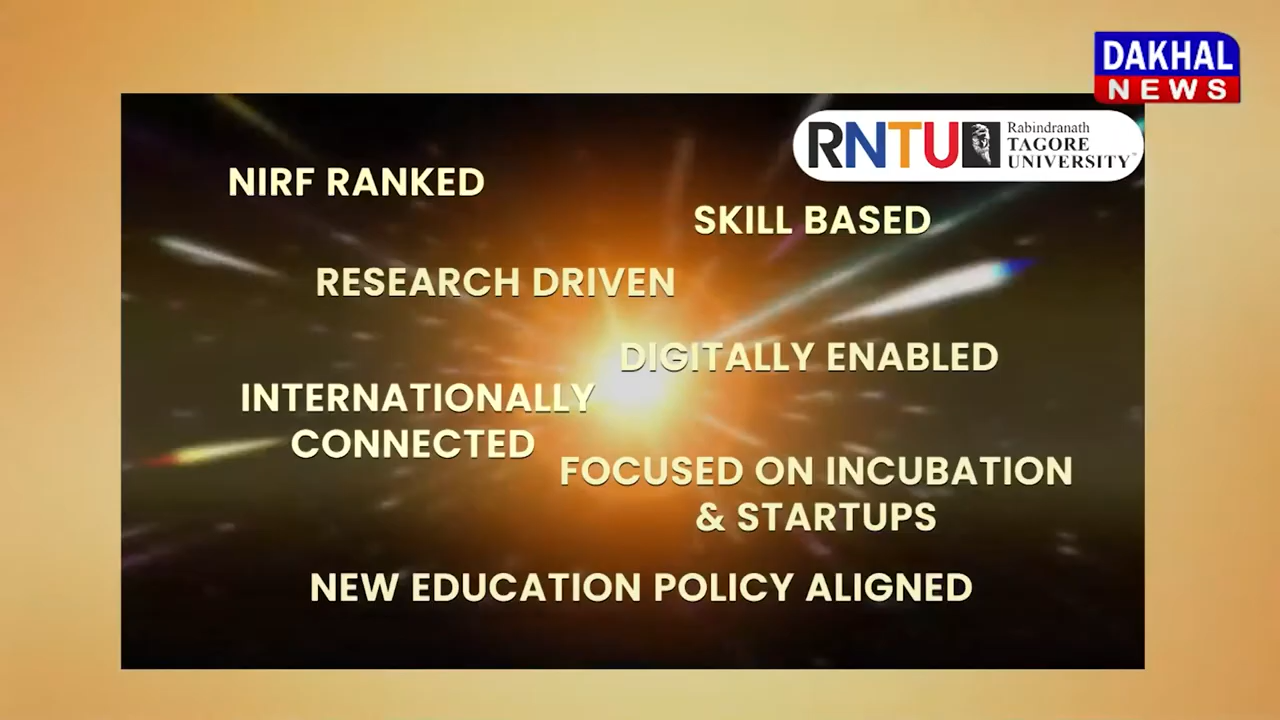 DAKHAL
NEWS
RNTU
Rabindranath
TAGORE
UNIVERSITY
NIRF RANKED
SKILL BASED
RESEARCH DRIVEN
DIGITALLY ENABLED
INTERNATIONALLY
CONNECTED
FOCUSED ON INCUBATION
& STARTUPS
NEW EDUCATION POLICY ALIGNED